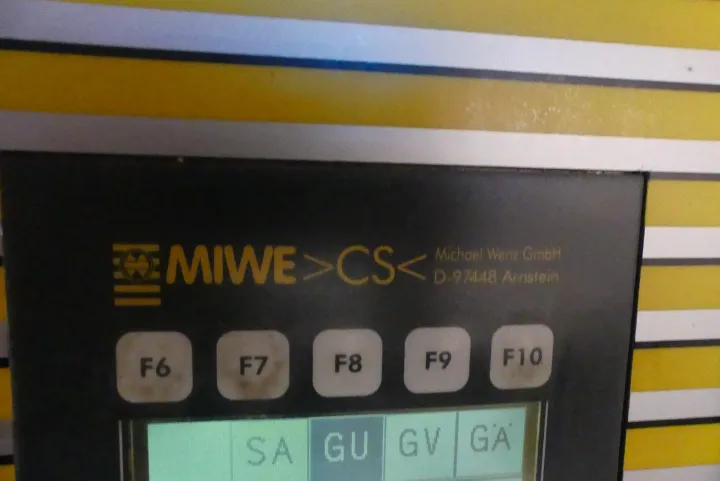 MIWE >CS< Michael Wenz GmbH
D-97448 Arnstein
F6 F7 F8 F9 F10
SA GU GV GÄ